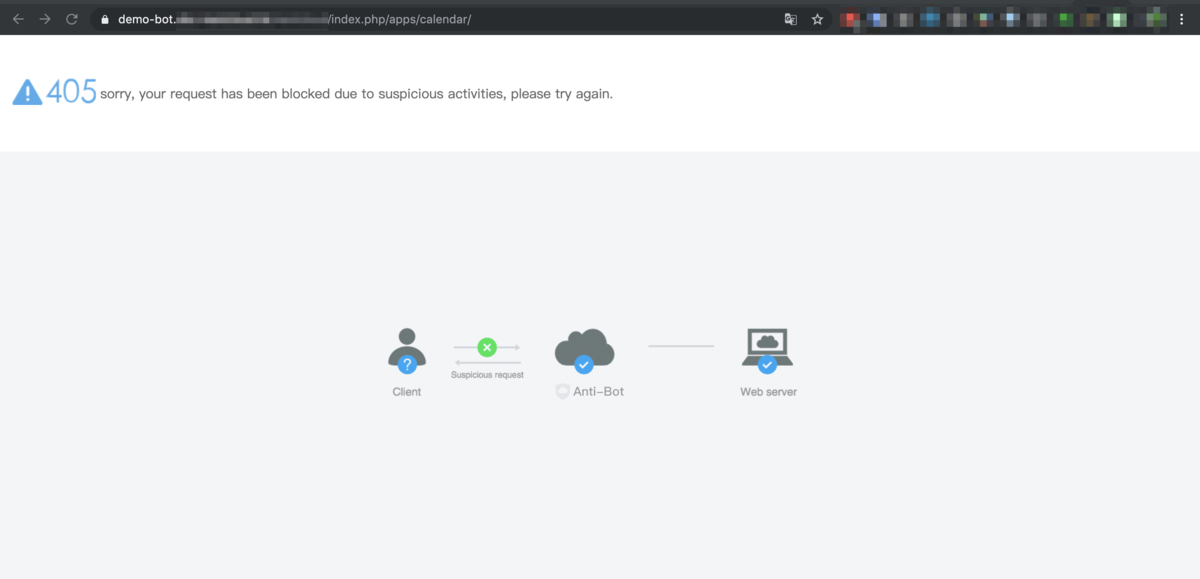 demo-bot.
/index.php/apps/calendar/
405 sorry, your request has been blocked due to suspicious activities, please try again.
Suspicious request
Client
Anti-Bot
Web server